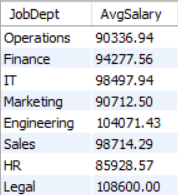 JobDept AvgSalary
Operations 90336.94
Finance 94277.56
IT 98497.94
Marketing 90712.50
Engineering 104071.43
Sales 98714.29
HR 85928.57
Legal 108600.00